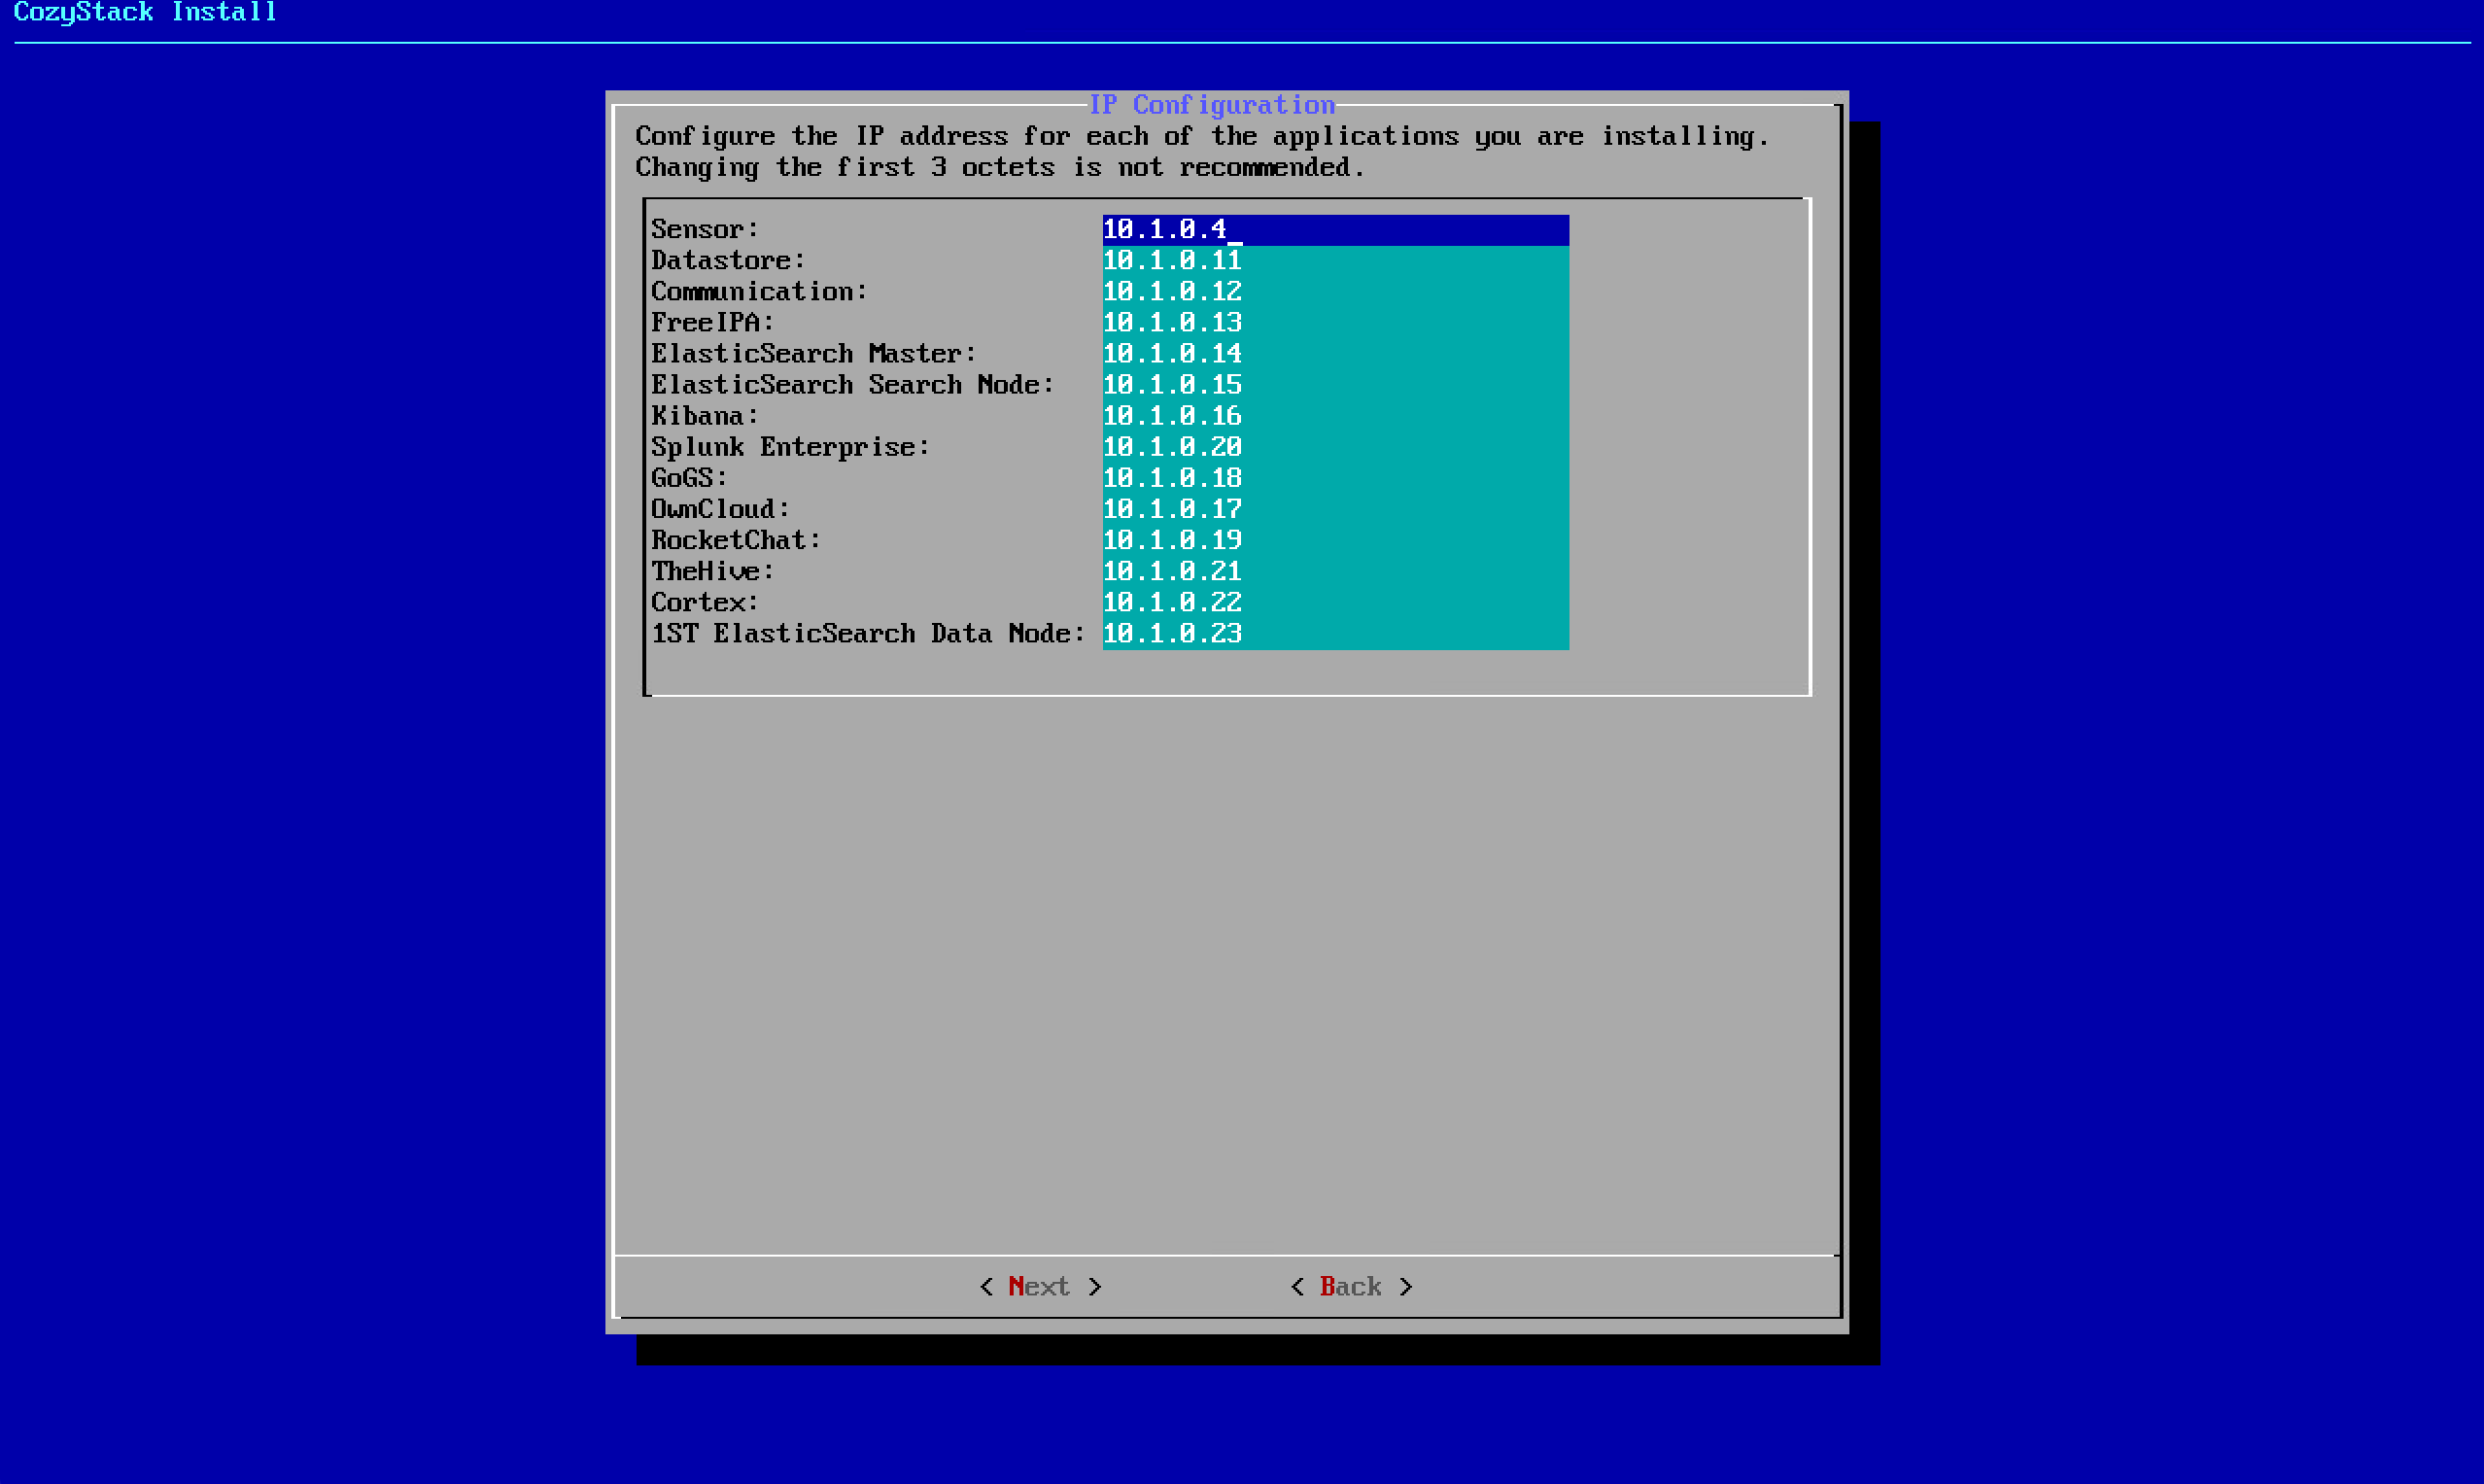 CozyStack Install
IP Configuration
Configure the IP address for each of the applications you are installing.
Changing the first 3 octets is not recommended.
Sensor: 10.1.0.4
Datastore: 10.1.0.11
Communication: 10.1.0.12
FreeIPA: 10.1.0.13
ElasticSearch Master: 10.1.0.14
ElasticSearch Search Node: 10.1.0.15
Kibana: 10.1.0.16
Splunk Enterprise: 10.1.0.20
GoGS: 10.1.0.18
OwnCloud: 10.1.0.17
RocketChat: 10.1.0.19
TheHive: 10.1.0.21
Cortex: 10.1.0.22
1ST ElasticSearch Data Node: 10.1.0.23
< Next > < Back >